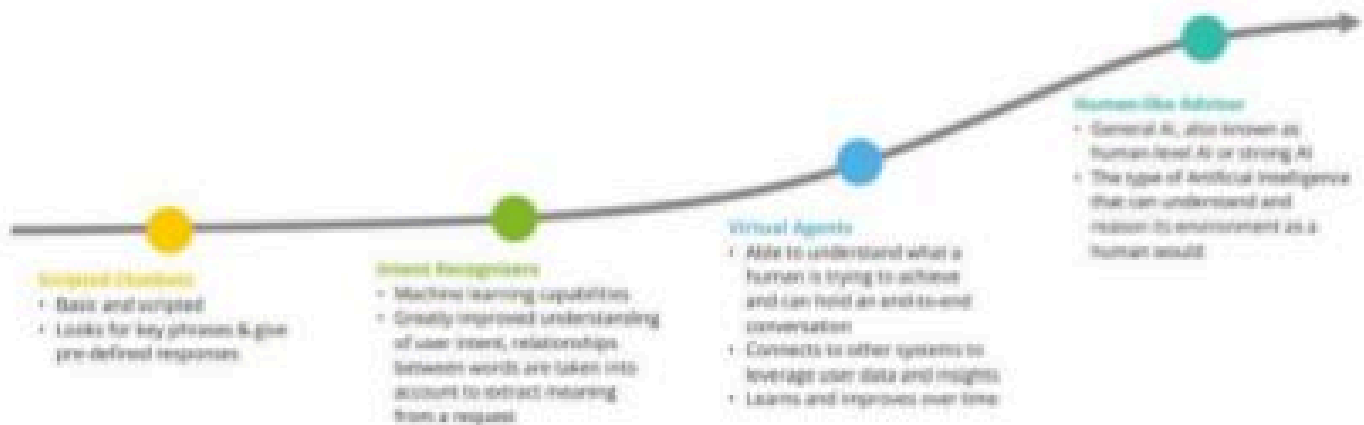 Scripted Chatbots
• Basic and scripted
• Looks for key phrases & give
pre-defined responses
Intent Recognizers
• Machine learning capabilities
• Greatly improved understanding
of user intent, relationships
between words are taken into
account to extract meaning
from a request
Virtual Agents
• Able to understand what a
human is trying to achieve
and can hold an end-to-end
conversation
• Connects to other systems to
leverage user data and insights
• Learns and improves over time
Human-like Advisor
• General AI, also known as
human-level AI or strong AI
• The type of Artificial Intelligence
that can understand and
reason its environment as a
human would